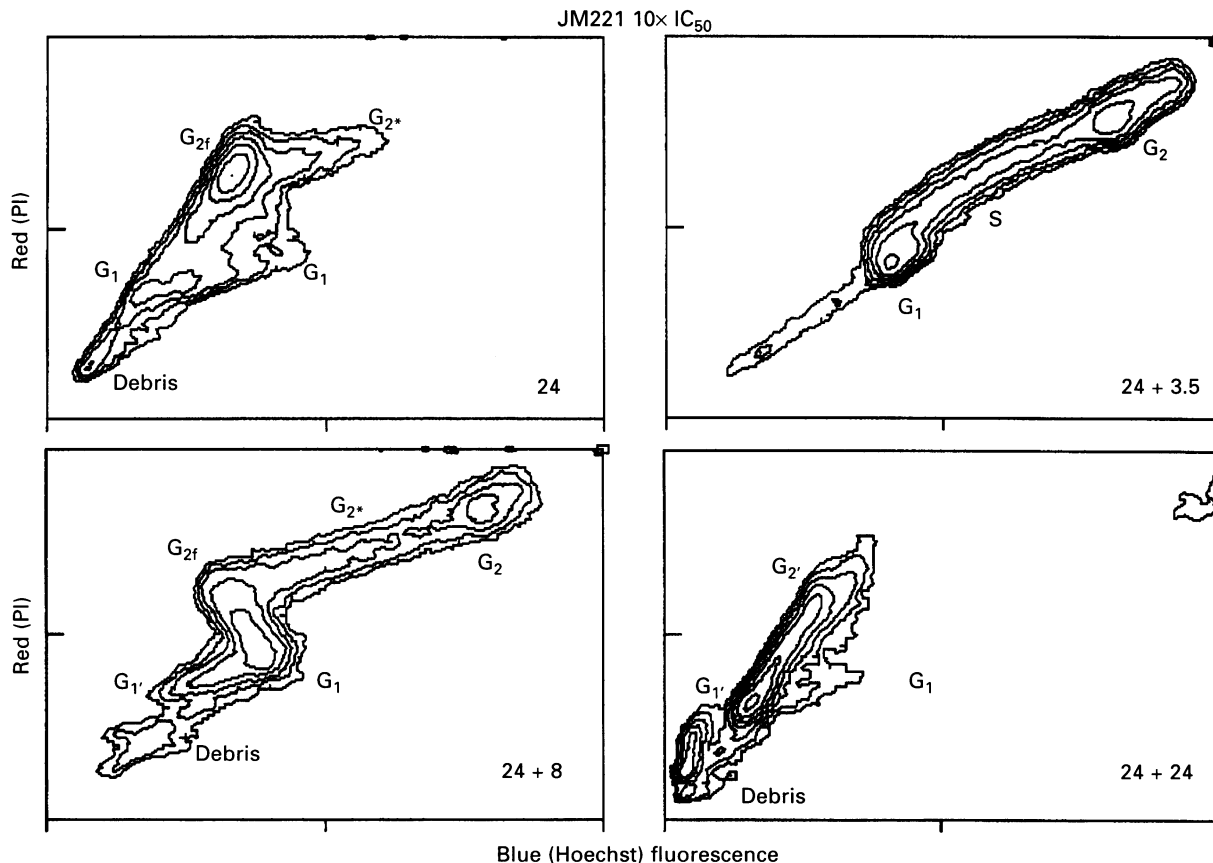 JM221 10× IC50
Red (PI)
G2f
G2*
G1
G1
Debris
24
G2
S
G1
24 + 3.5
Red (PI)
G2*
G2f
G2
G1′
G1
Debris
24 + 8
G2′
G1′
G1
Debris
24 + 24
Blue (Hoechst) fluorescence